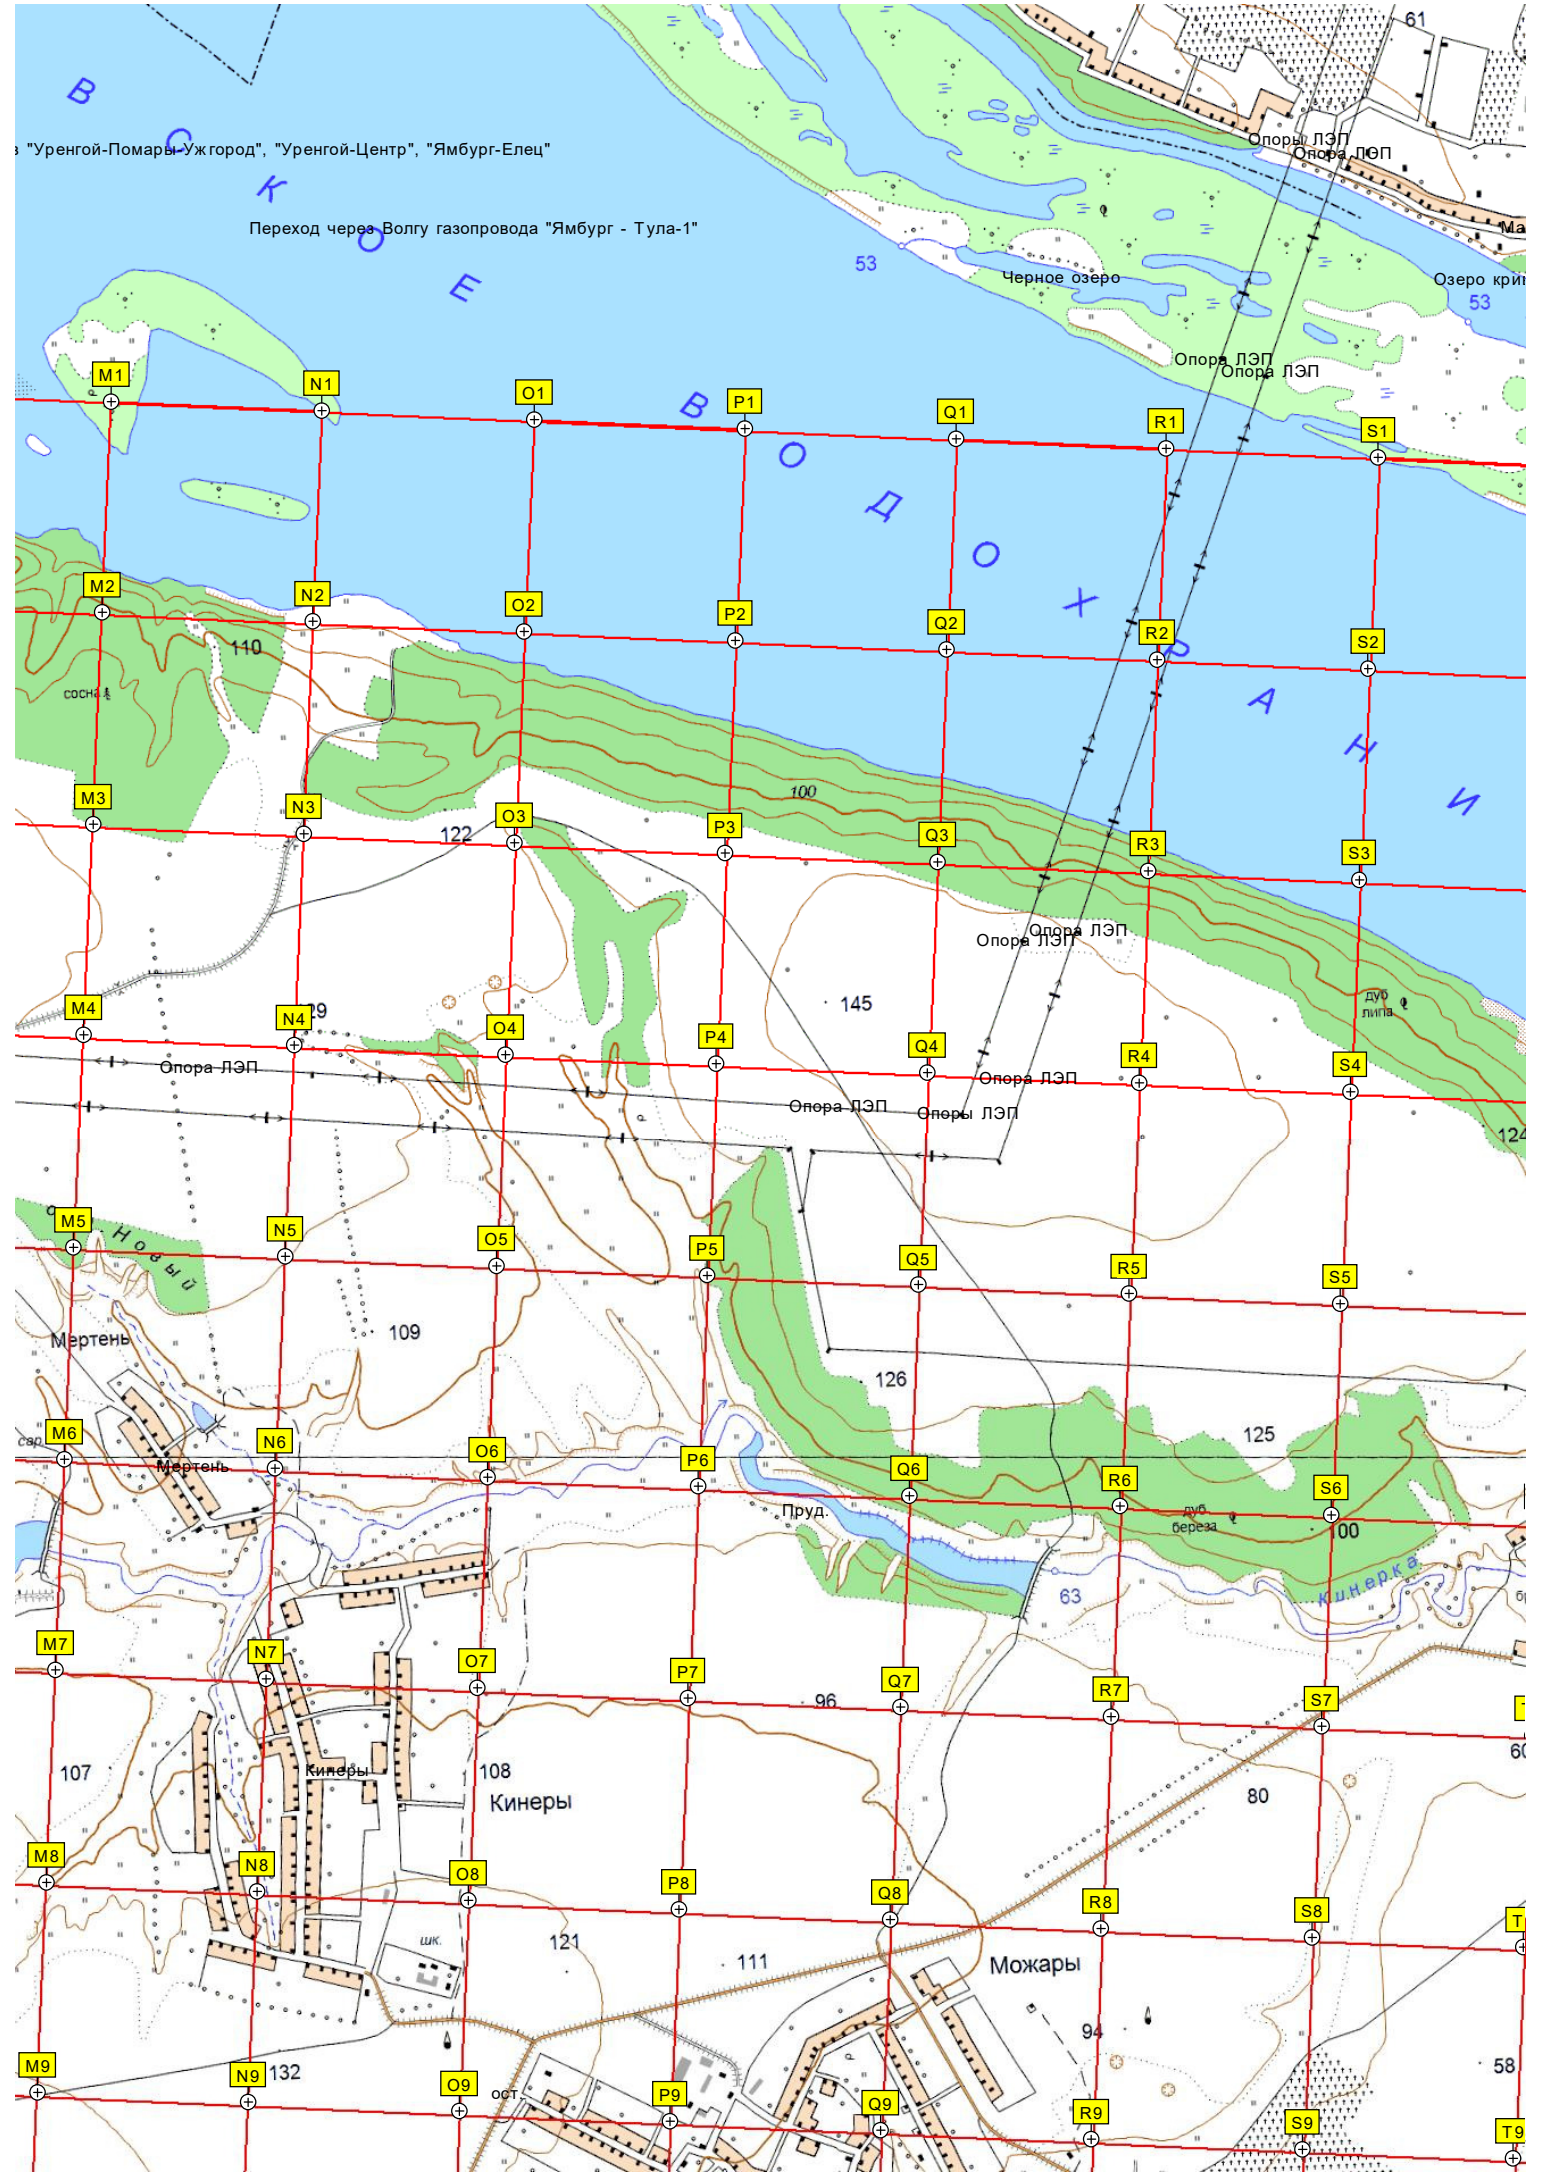 61
ВСКОЕ
Опоры ЛЭП
Опора ЛЭП
"Уренгой-Помары-Ужгород", "Уренгой-Центр", "Ямбург-Елец"
Переход через Волгу газопровода "Ямбург - Тула-1"
Ма
53
Черное озеро
Озеро кри
53
Опора ЛЭП
Опора ЛЭП
M1
N1
O1
P1
Q1
R1
S1
ВОДОХРАНИ
M2
N2
O2
P2
Q2
R2
S2
110
сосна
100
M3
N3
O3
P3
Q3
R3
S3
122
Опора ЛЭП
Опора ЛЭП
145
дуб
липа
M4
N4
29
O4
P4
Q4
R4
S4
Опора ЛЭП
Опора ЛЭП
Опора ЛЭП
Опоры ЛЭП
124
M5
N5
O5
P5
Q5
R5
S5
Новый
Мертень
109
126
125
сар.
M6
N6
O6
P6
Q6
R6
S6
Мертень
Пруд.
дуб
береза
100
63
Кинерка
M7
N7
O7
P7
Q7
R7
S7
96
107
Кинеры
108
Кинеры
80
60
M8
N8
O8
P8
Q8
R8
S8
T
шк.
121
111
Можары
94
58
M9
N9
132
O9
ост.
P9
Q9
R9
S9
T9